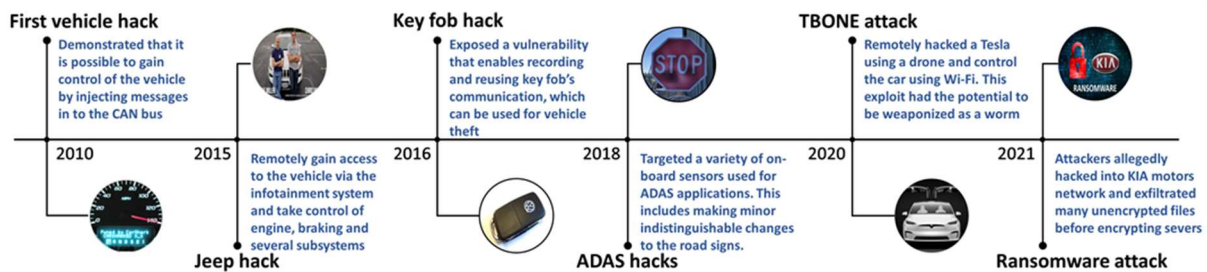 First vehicle hack
Demonstrated that it
is possible to gain
control of the vehicle
by injecting messages
in to the CAN bus
2010
2015
Remotely gain access
to the vehicle via the
infotainment system
and take control of
engine, braking and
several subsystems
Jeep hack
Key fob hack
Exposed a vulnerability
that enables recording
and reusing key fob's
communication, which
can be used for vehicle
theft
2016
STOP
2018
Targeted a variety of on-
board sensors used for
ADAS applications. This
includes making minor
indistinguishable changes
to the road signs.
ADAS hacks
TBONE attack
Remotely hacked a Tesla
using a drone and control
the car using Wi-Fi. This
exploit had the potential to
be weaponized as a worm
2020
KIA
RANSOMWARE
2021
Attackers allegedly
hacked into KIA motors
network and exfiltrated
many unencrypted files
before encrypting severs
Ransomware attack